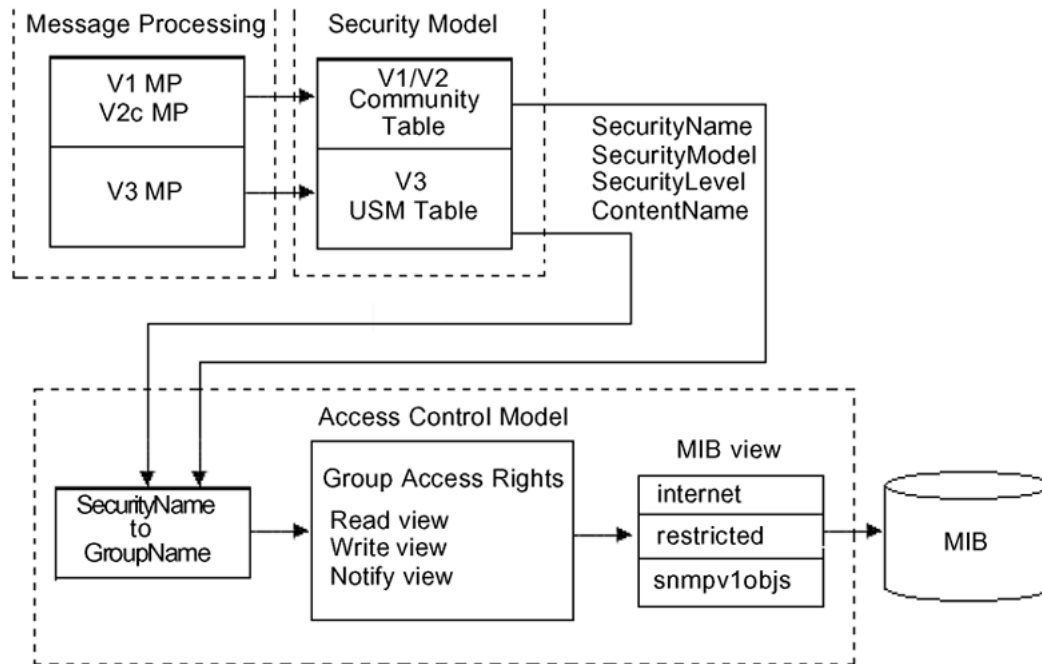 Message Processing
Security Model
V1 MP
V2c MP
V1/V2
Community
Table
V3 MP
V3
USM Table
SecurityName
SecurityModel
SecurityLevel
ContentName
Access Control Model
SecurityName
to
GroupName
Group Access Rights
Read view
Write view
Notify view
MIB view
internet
restricted
snmpv1objs
MIB